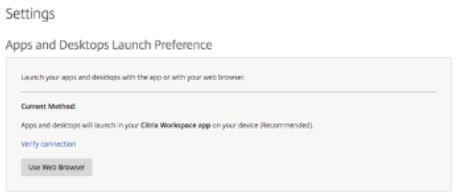 Settings
Apps and Desktops Launch Preference
Launch your apps and desktops with the app or with your web browser.
Current Method:
Apps and desktops will launch in your Citrix Workspace app on your device (Recommended).
Verify connection
Use Web Browser